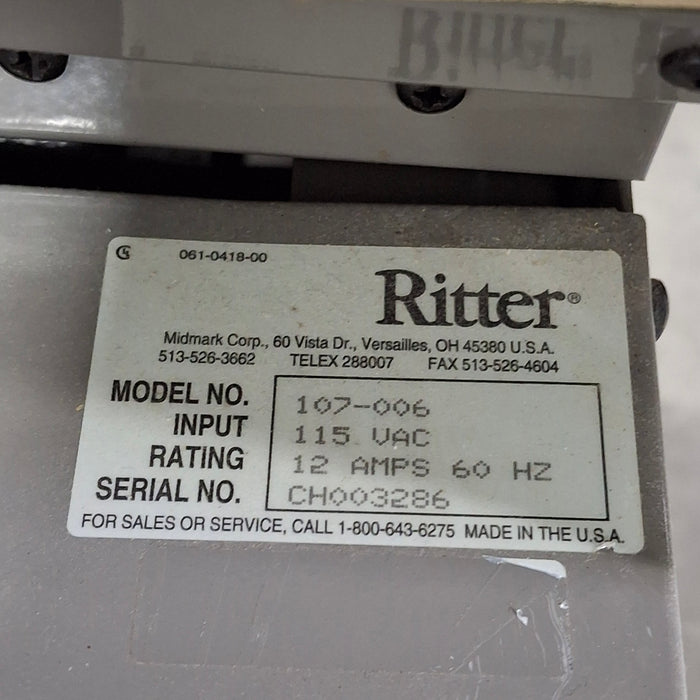 Ritter
061-0418-00
Ritter®
Midmark Corp., 60 Vista Dr., Versailles, OH 45380 U.S.A.
513-526-3662 TELEX 288007 FAX 513-526-4604
MODEL NO. 107-006
INPUT 115 VAC
RATING 12 AMPS 60 HZ
SERIAL NO. CH003286
FOR SALES OR SERVICE, CALL 1-800-643-6275 MADE IN THE U.S.A.